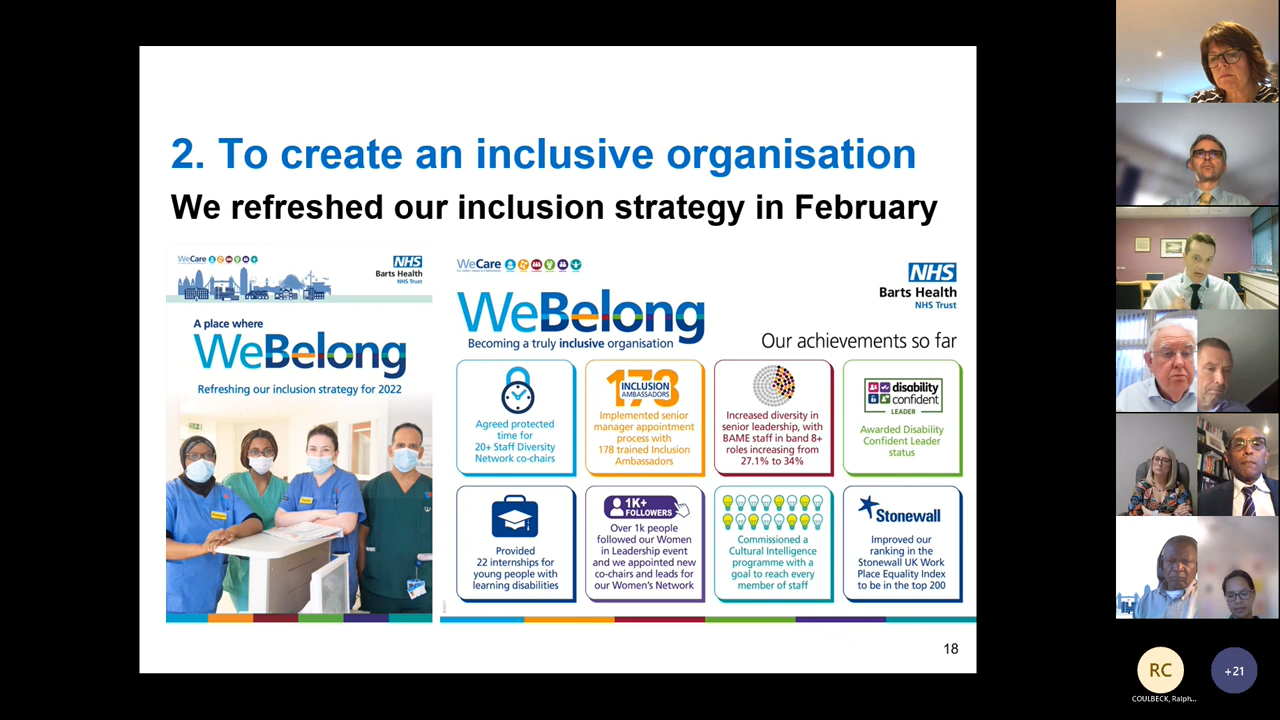 2. To create an inclusive organisation
We refreshed our inclusion strategy in February
WeCare
NHS
Barts Health
NHS Trust
A place where
WeBelong
Refreshing our inclusion strategy for 2022
WeCare
NHS
Barts Health
NHS Trust
WeBelong
Becoming a truly inclusive organisation
Our achievements so far
Agreed protected
time for
20+ Staff Diversity
Network co-chairs
178
INCLUSION
AMBASSADORS
Implemented senior
manager appointment
process with
178 trained Inclusion
Ambassadors
Increased diversity in
senior leadership, with
BAME staff in band 8+
roles increasing from
27.1% to 34%
disability
confident
LEADER
Awarded Disability
Confident Leader
status
Provided
22 internships for
young people with
learning disabilities
1K+
FOLLOWERS
Over 1k people
followed our Women
in Leadership event
and we appointed new
co-chairs and leads for
our Women's Network
Commissioned a
Cultural Intelligence
programme with a
goal to reach every
member of staff
Stonewall
Improved our
ranking in the
Stonewall UK Work
Place Equality Index
to be in the top 200
18
RC
+21
COULBECK, Ralph...